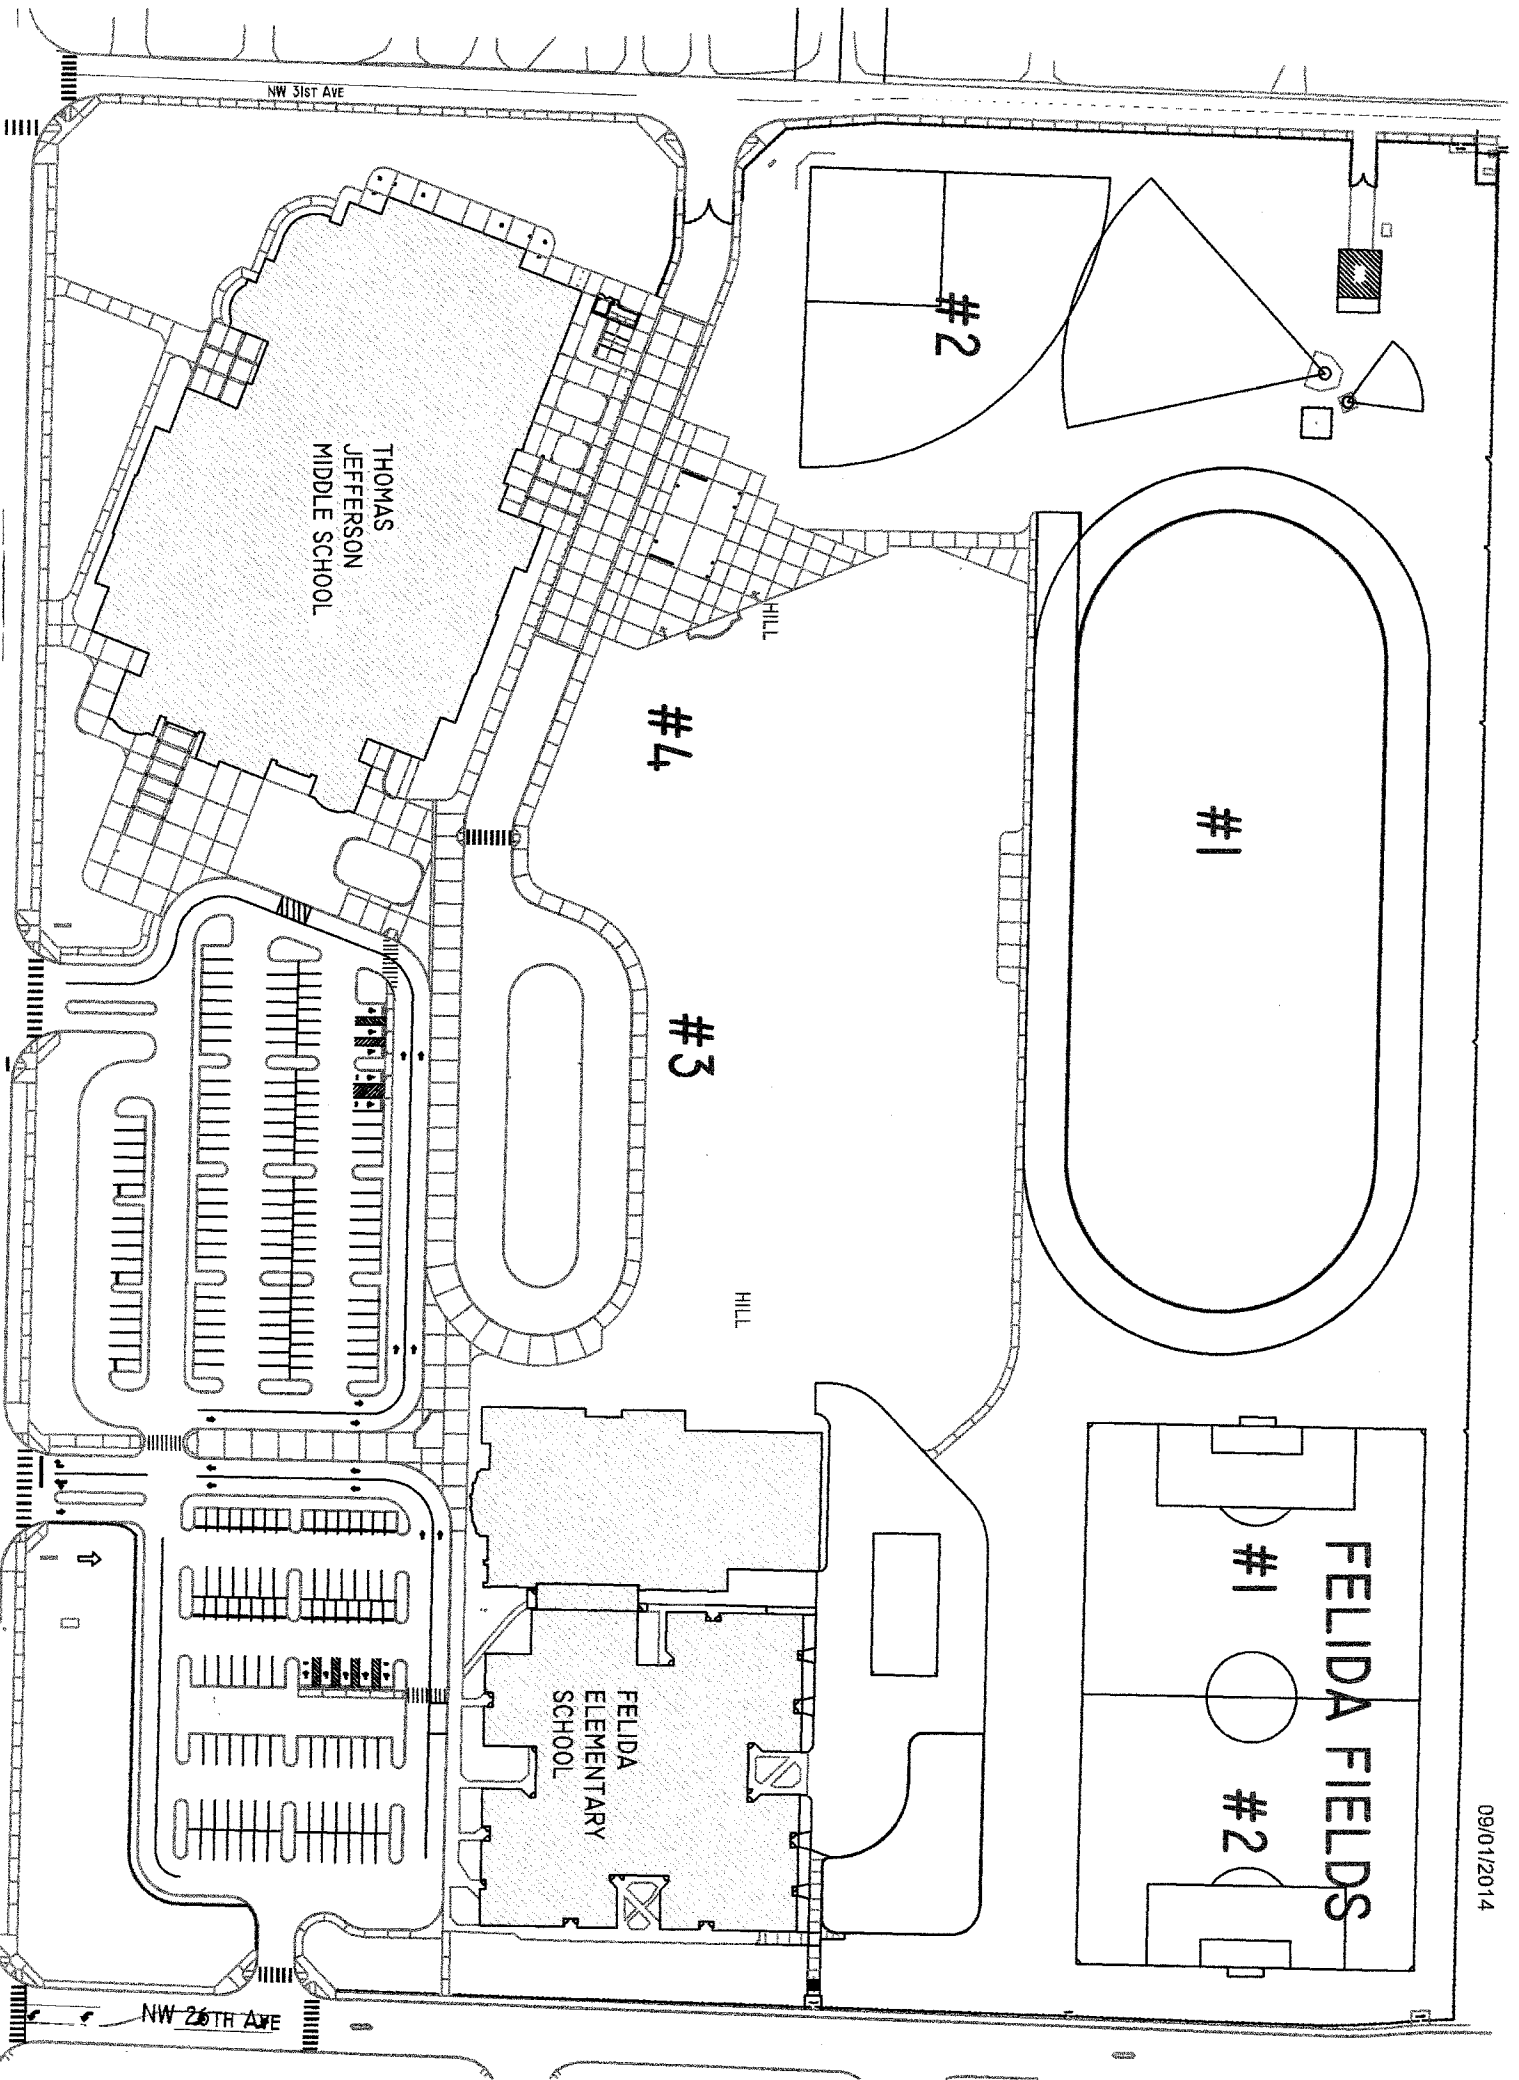 09/01/2014
FELIDA FIELDS
#1
#2
#1
#2
HILL
HILL
#3
#4
FELIDA
ELEMENTARY
SCHOOL
THOMAS
JEFFERSON
MIDDLE SCHOOL
NW 31ST AVE
NW 26TH AVE